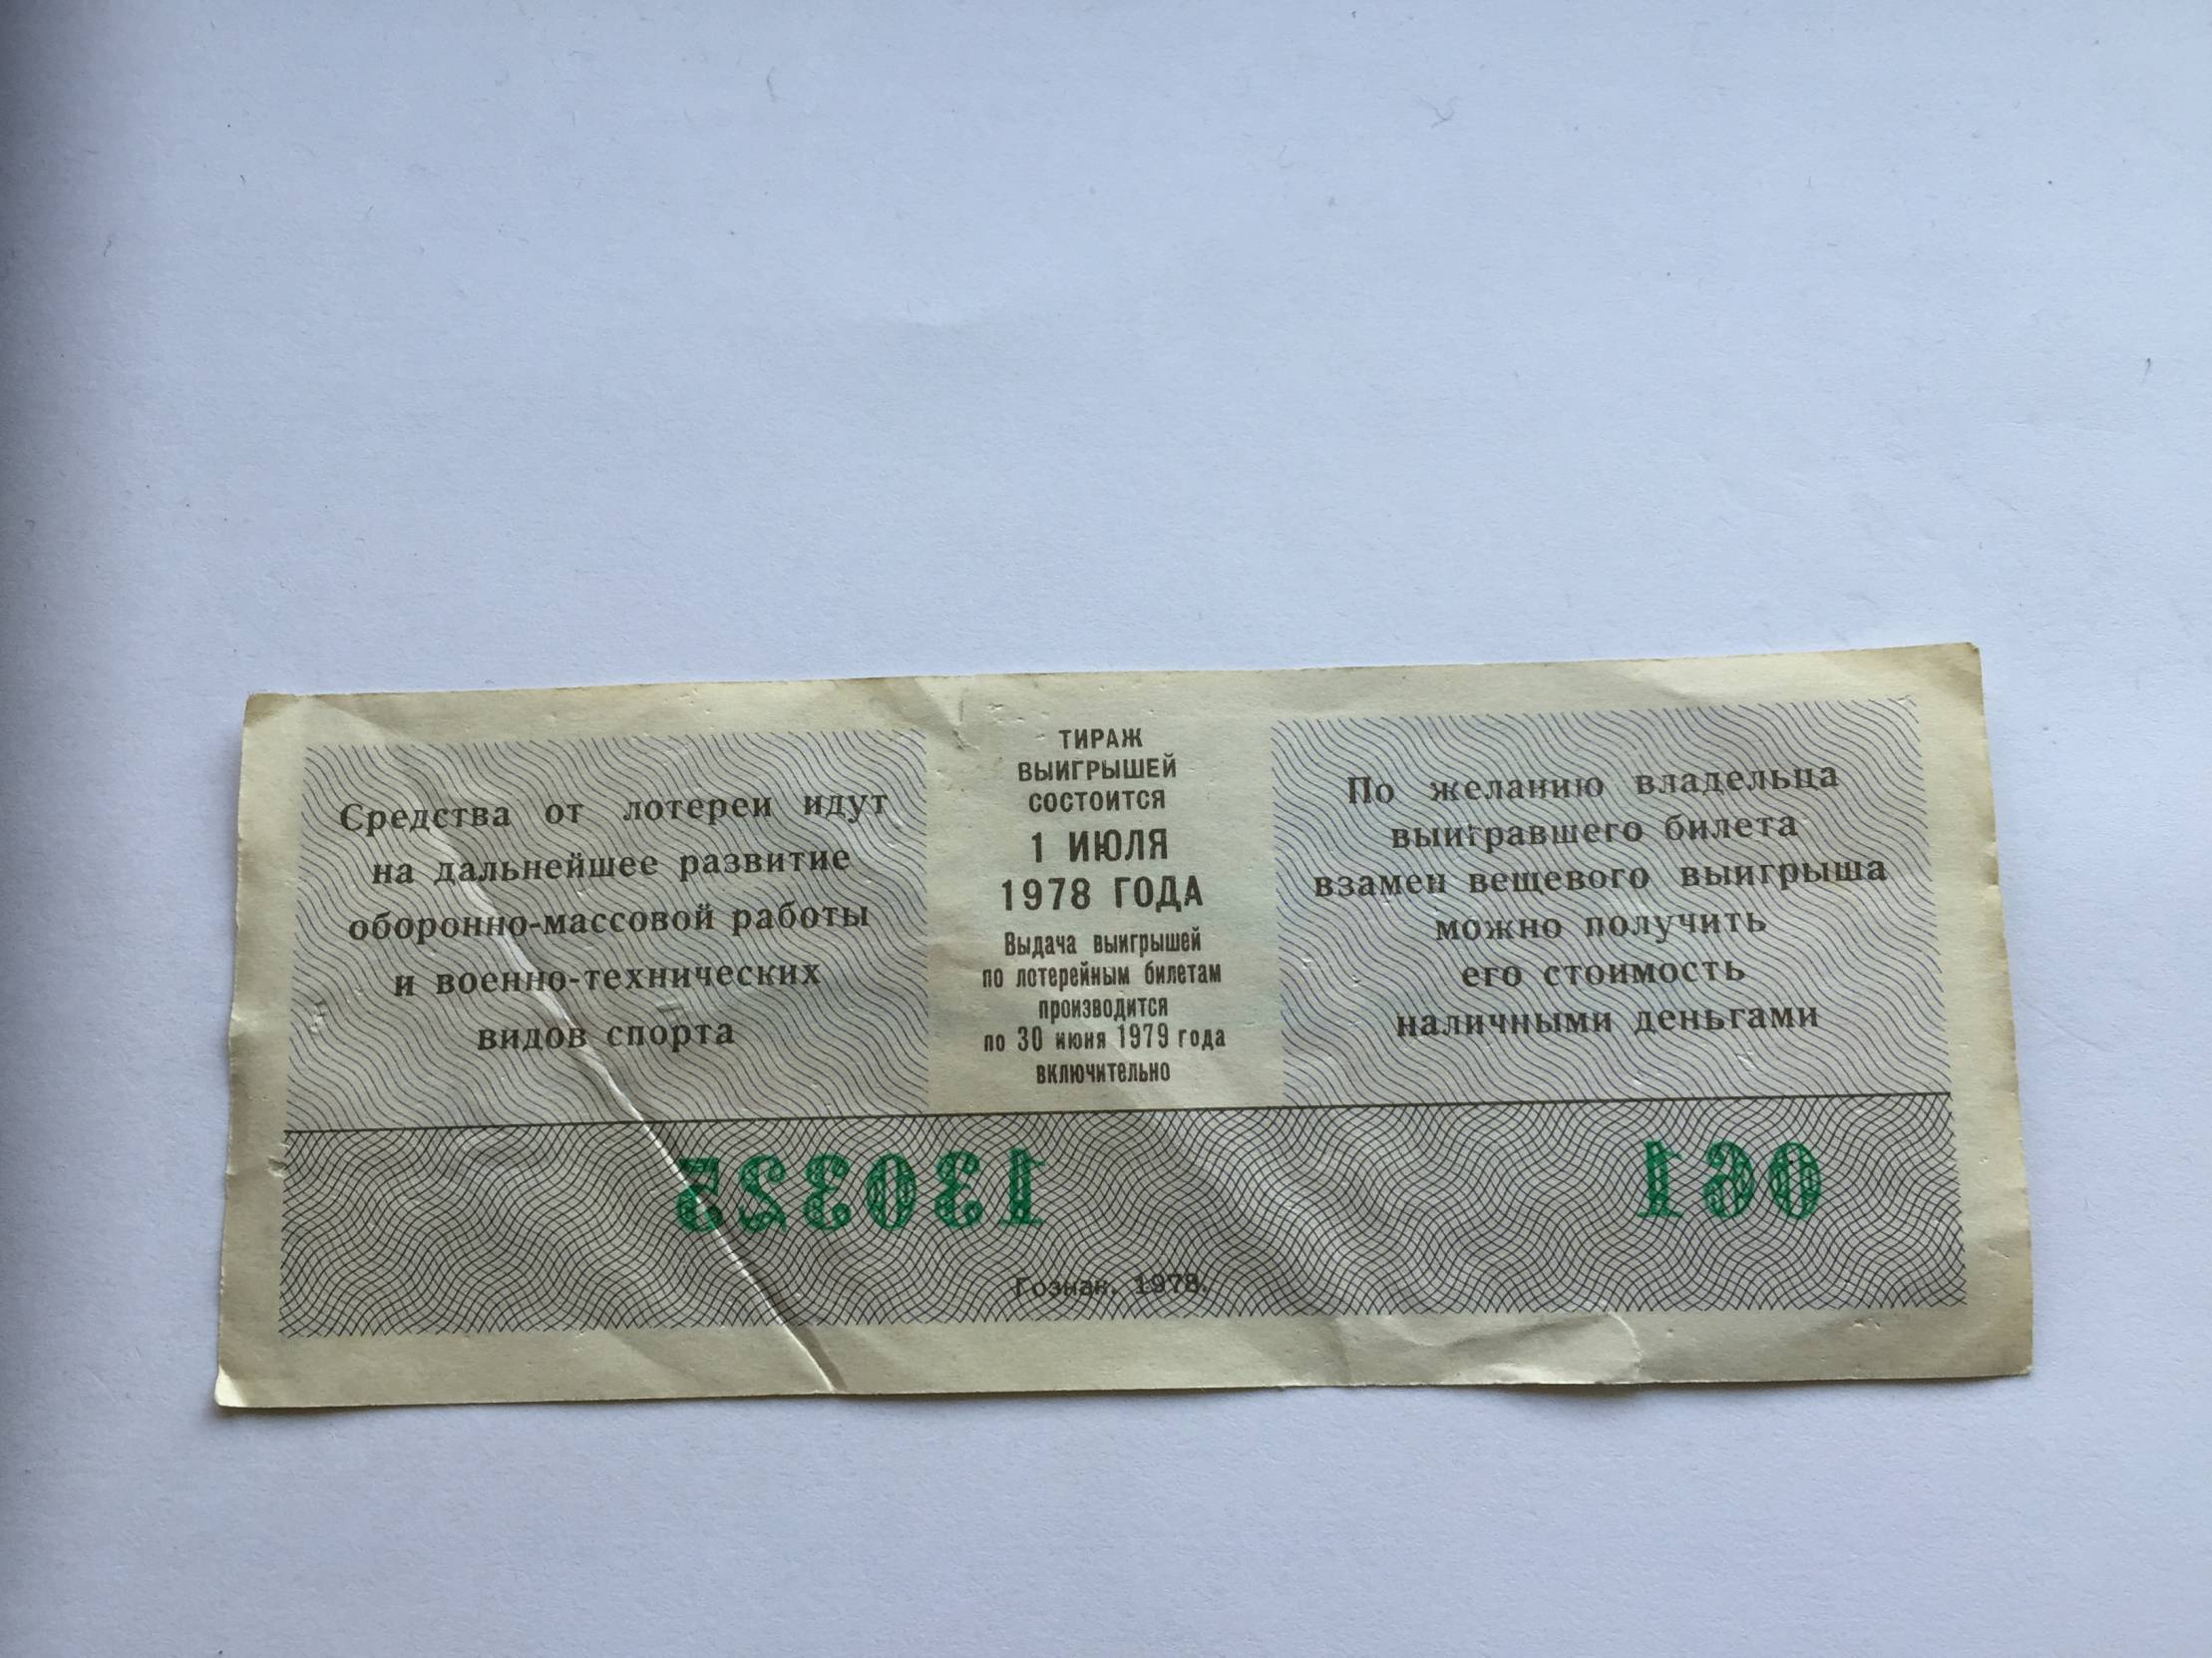 Средства от лотереи идут
на дальнейшее развитие
оборонно-массовой работы
и военно-технических
видов спорта
ТИРАЖ
ВЫИГРЫШЕЙ
СОСТОИТСЯ
1 ИЮЛЯ
1978 ГОДА
Выдача выигрышей
по лотерейным билетам
производится
по 30 июня 1979 года
включительно
По желанию владельца
выигравшего билета
взамен вещевого выигрыша
можно получить
его стоимость
наличными деньгами
130325
061
Гознак. 1978.